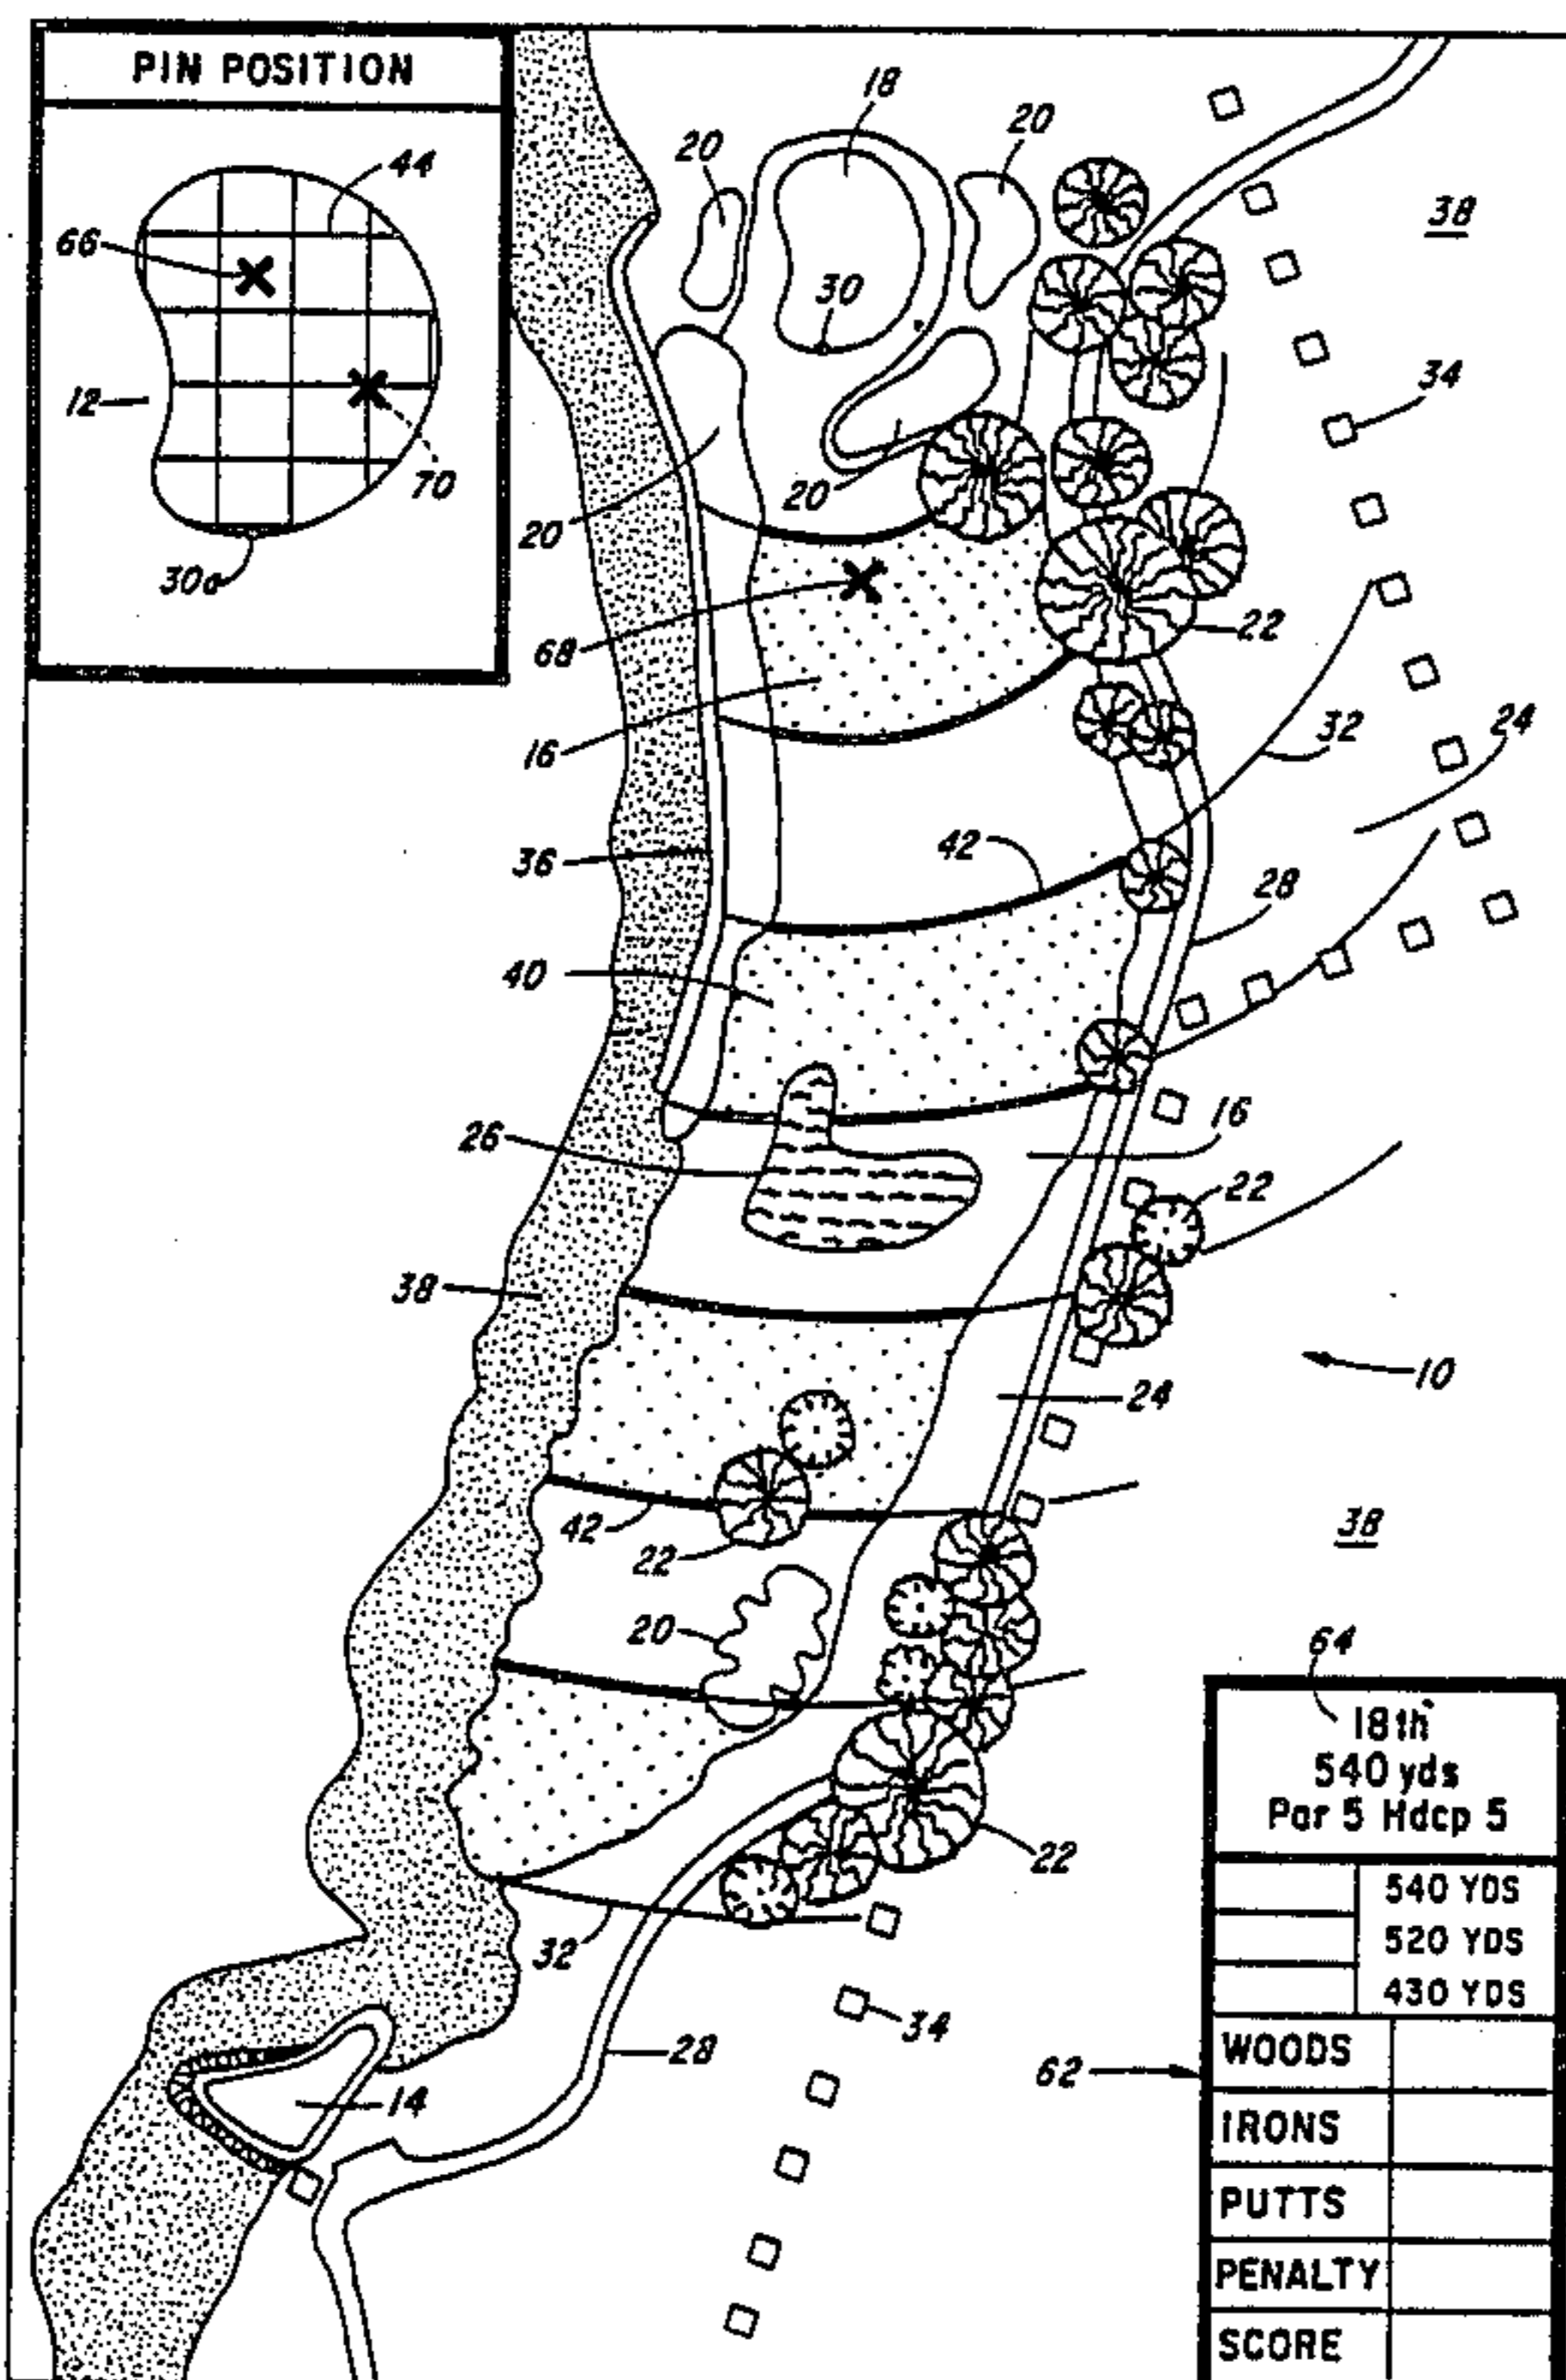 PIN POSITION
18
20
20
44
38
66
30
34
12
70
20
20
30a
22
68
24
16
32
42
36
28
40
16
26
22
38
10
24
42
22
38
20
64
18th
540 yds
Par 5 Hdcp 5
22
540 YDS
32
520 YDS
430 YDS
34
28
WOODS
62
14
IRONS
PUTTS
PENALTY
SCORE